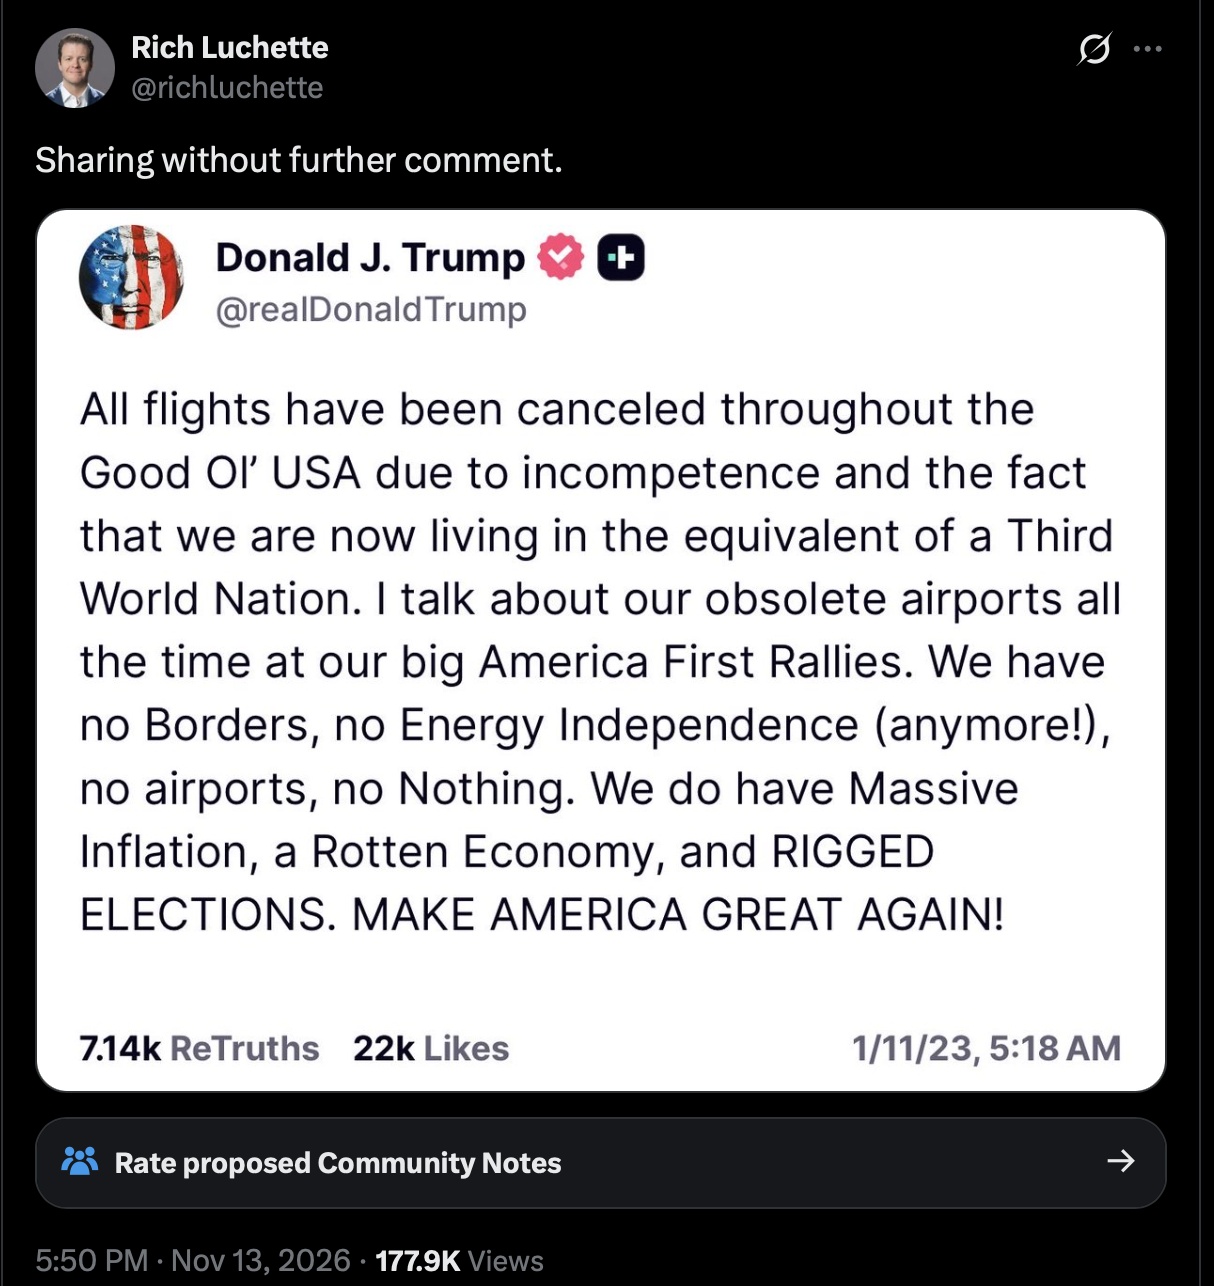 Rich Luchette
@richluchette
Sharing without further comment.
Donald J. Trump
@realDonaldTrump
All flights have been canceled throughout the
Good Ol’ USA due to incompetence and the fact
that we are now living in the equivalent of a Third
World Nation. I talk about our obsolete airports all
the time at our big America First Rallies. We have
no Borders, no Energy Independence (anymore!),
no airports, no Nothing. We do have Massive
Inflation, a Rotten Economy, and RIGGED
ELECTIONS. MAKE AMERICA GREAT AGAIN!
7.14k ReTruths 22k Likes 1/11/23, 5:18 AM
Rate proposed Community Notes
5:50 PM · Nov 13, 2026 · 177.9K Views